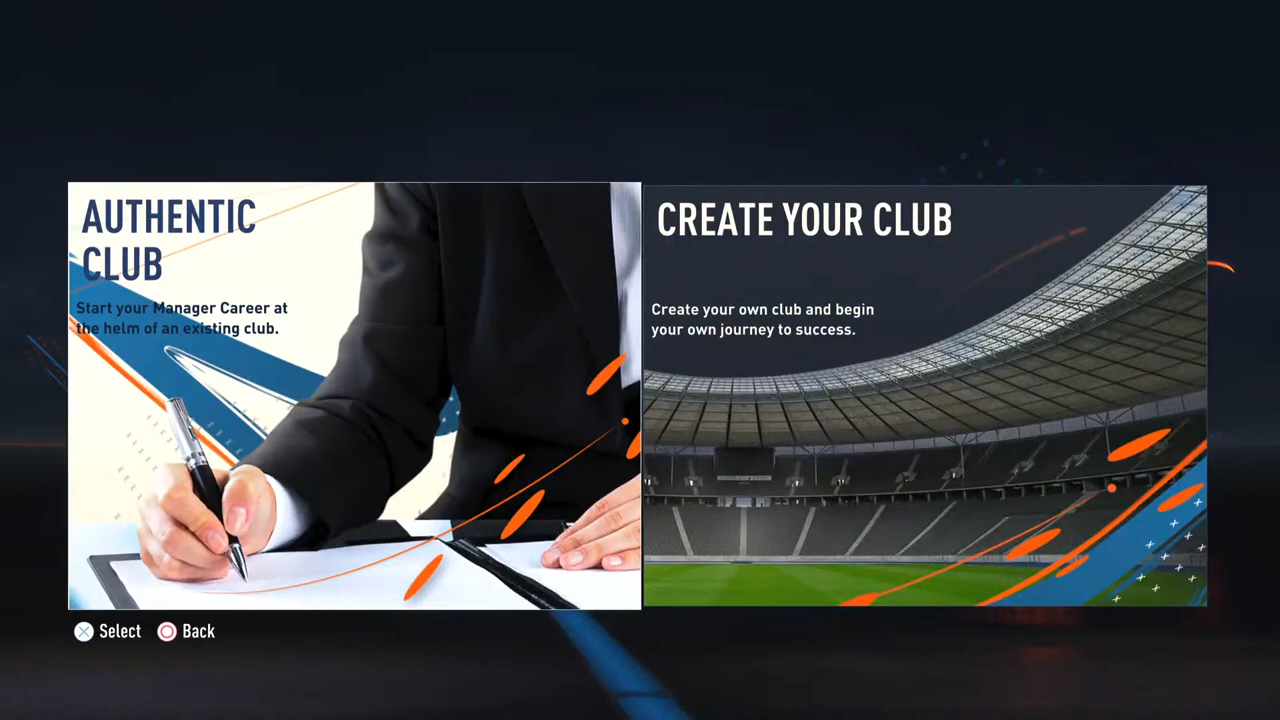 AUTHENTIC
CLUB
Start your Manager Career at
the helm of an existing club.
CREATE YOUR CLUB
Create your own club and begin
your own journey to success.
Select
Back